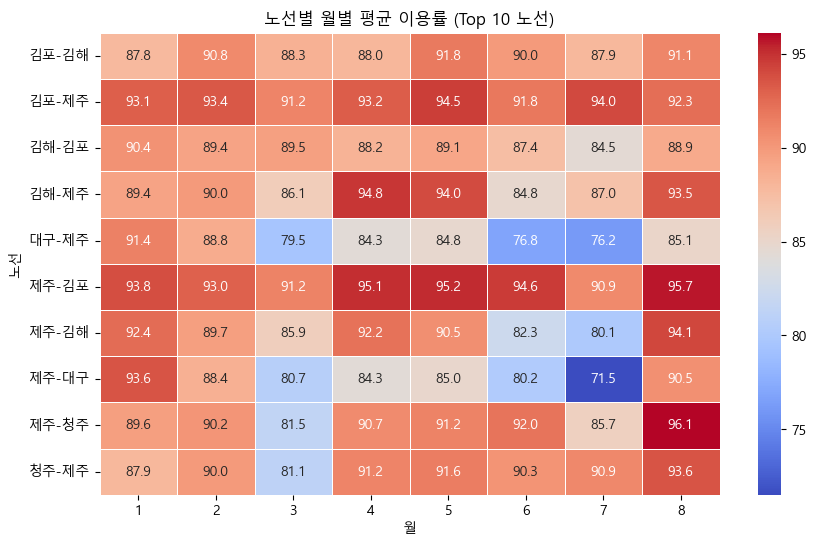 노선별 월별 평균 이용률 (Top 10 노선)
김포-김해 87.8 90.8 88.3 88.0 91.8 90.0 87.9 91.1
김포-제주 93.1 93.4 91.2 93.2 94.5 91.8 94.0 92.3
김해-김포 90.4 89.4 89.5 88.2 89.1 87.4 84.5 88.9
김해-제주 89.4 90.0 86.1 94.8 94.0 84.8 87.0 93.5
대구-제주 91.4 88.8 79.5 84.3 84.8 76.8 76.2 85.1
제주-김포 93.8 93.0 91.2 95.1 95.2 94.6 90.9 95.7
제주-김해 92.4 89.7 85.9 92.2 90.5 82.3 80.1 94.1
제주-대구 93.6 88.4 80.7 84.3 85.0 80.2 71.5 90.5
제주-청주 89.6 90.2 81.5 90.7 91.2 92.0 85.7 96.1
청주-제주 87.9 90.0 81.1 91.2 91.6 90.3 90.9 93.6
1 2 3 4 5 6 7 8
월
노선
95
90
85
80
75